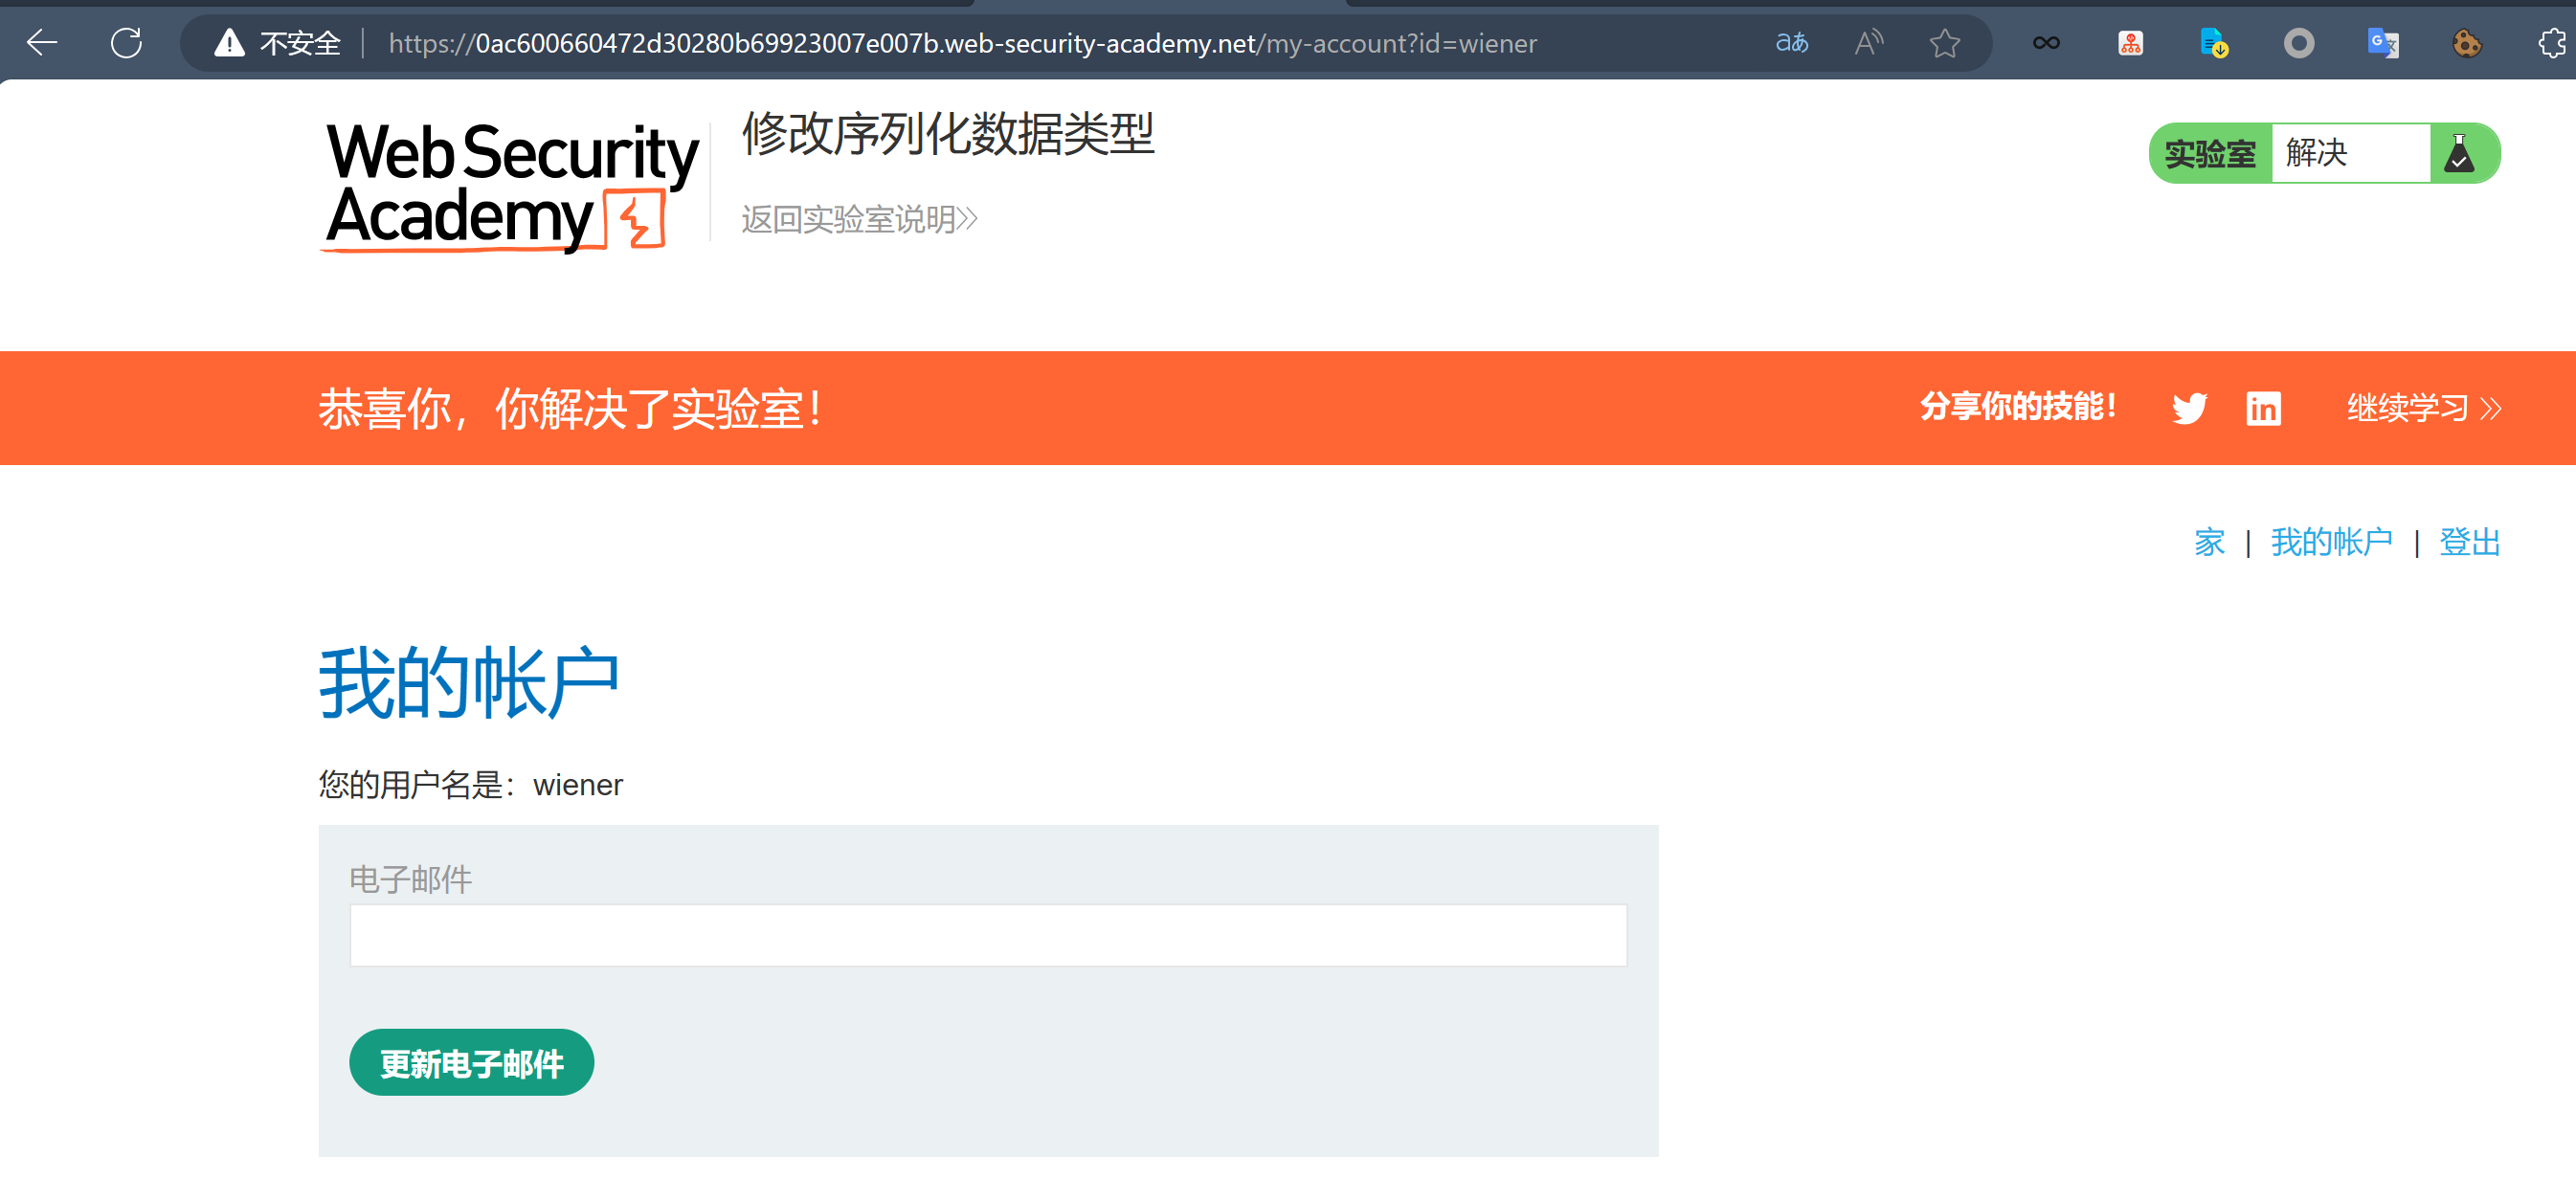 不安全 https://0ac600660472d30280b69923007e007b.web-security-academy.net/my-account?id=wiener
Web Security
Academy
修改序列化数据类型
返回实验室说明
实验室 解决
恭喜你，你解决了实验室！
分享你的技能！ 继续学习
家 | 我的帐户 | 登出
我的帐户
您的用户名是：wiener
电子邮件
更新电子邮件